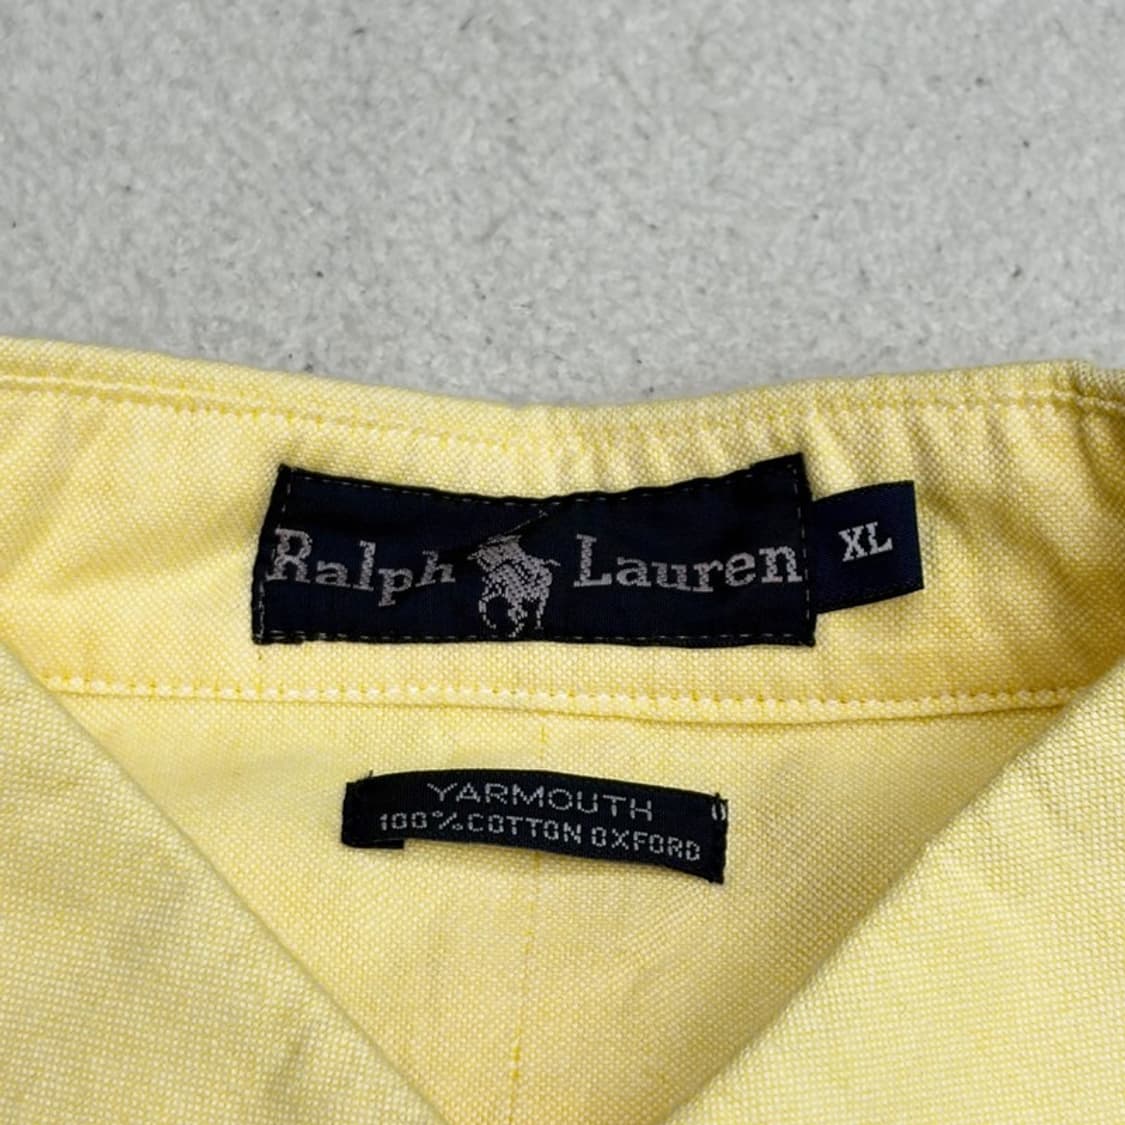 Ralph Lauren
XL
YARMOUTH
100% COTTON OXFORD